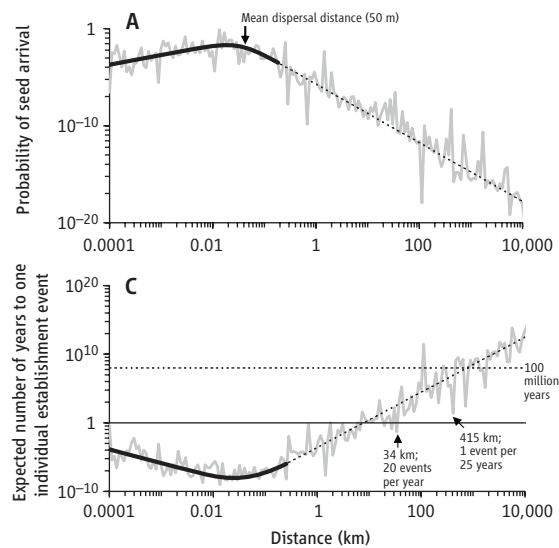 A
Mean dispersal distance (50 m)
Probability of seed arrival
1
10⁻¹⁰
10⁻²⁰
0.0001
0.01
1
100
10,000
C
Expected number of years to one
individual establishment event
10²⁰
10¹⁰
1
10⁻¹⁰
100
million
years
34 km;
20 events
per year
415 km;
1 event per
25 years
0.0001
0.01
1
100
10,000
Distance (km)